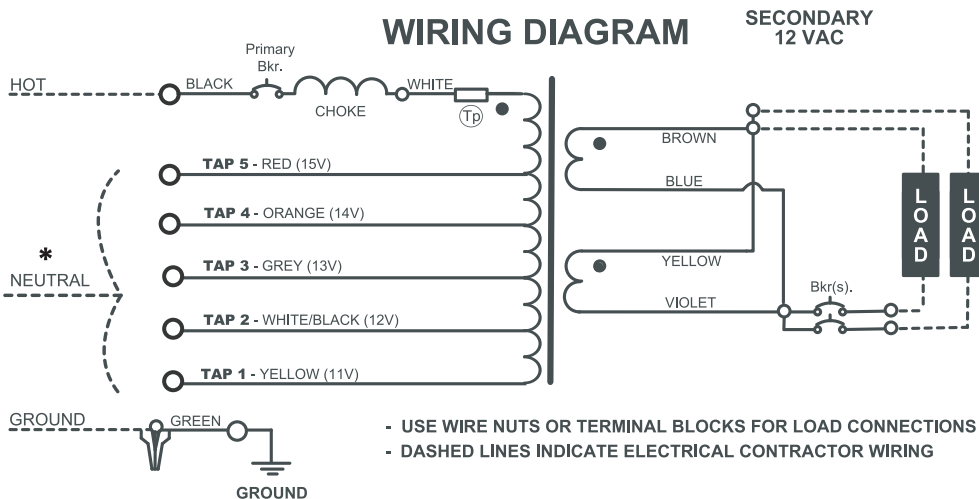 WIRING DIAGRAM
SECONDARY
12 VAC
Primary
Bkr.
HOT
BLACK
WHITE
CHOKE
Tp
TAP 5 - RED (15V)
TAP 4 - ORANGE (14V)
TAP 3 - GREY (13V)
TAP 2 - WHITE/BLACK (12V)
TAP 1 - YELLOW (11V)
*
NEUTRAL
BROWN
BLUE
YELLOW
VIOLET
Bkr(s).
LOAD
LOAD
GROUND
GREEN
GROUND
- USE WIRE NUTS OR TERMINAL BLOCKS FOR LOAD CONNECTIONS
- DASHED LINES INDICATE ELECTRICAL CONTRACTOR WIRING